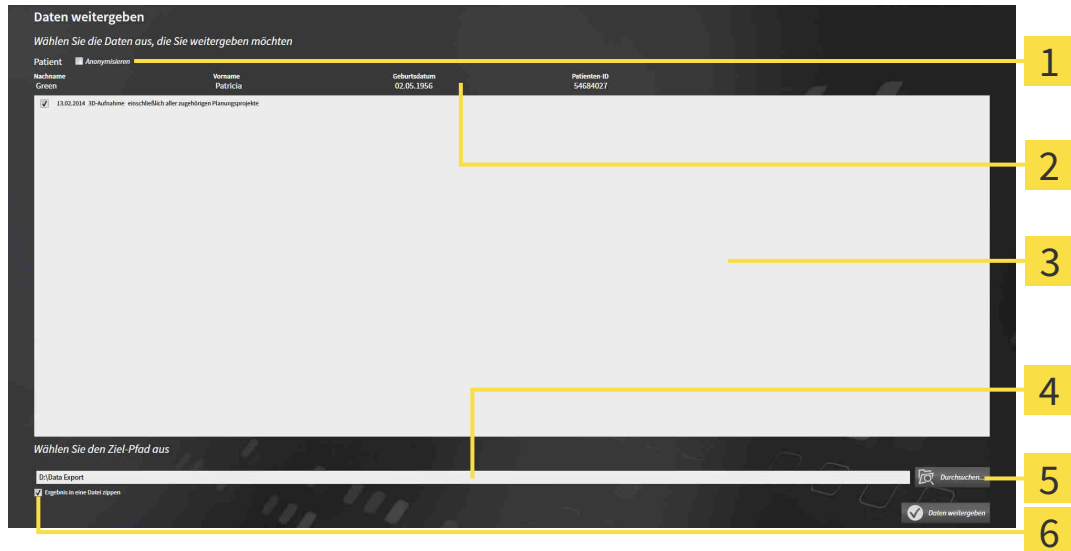 Daten weitergeben
Wählen Sie die Daten aus, die Sie weitergeben möchten
Patient Anonymisieren
1
Nachname Vorname Geburtsdatum Patienten-ID
Green Patricia 02.05.1956 54684027
13.02.2014 3D-Aufnahme einschließlich aller zugehörigen Planungsprojekte
2
3
4
Wählen Sie den Ziel-Pfad aus
D:\Data Export
Durchsuchen...
5
Ergebnis in eine Datei zippen
Daten weitergeben
6